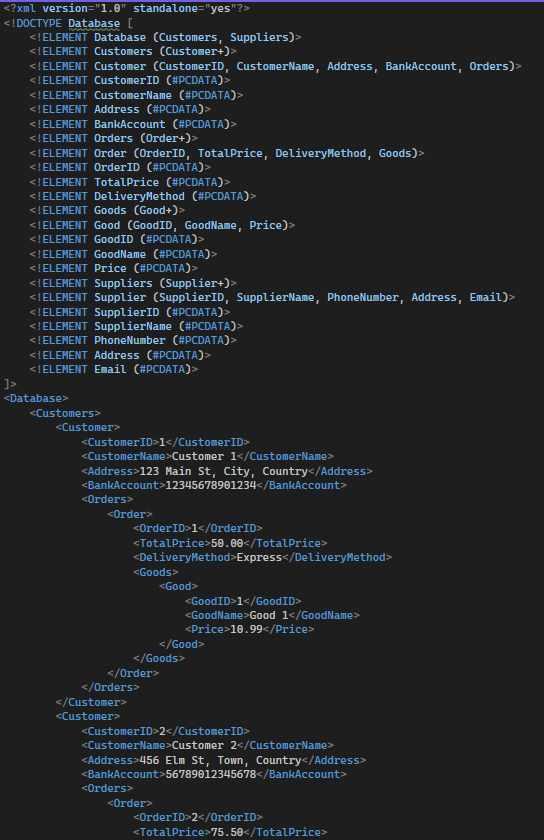 <?xml version="1.0" standalone="yes"?>
<!DOCTYPE Database [
    <!ELEMENT Database (Customers, Suppliers)>
    <!ELEMENT Customers (Customer+)>
    <!ELEMENT Customer (CustomerID, CustomerName, Address, BankAccount, Orders)>
    <!ELEMENT CustomerID (#PCDATA)>
    <!ELEMENT CustomerName (#PCDATA)>
    <!ELEMENT Address (#PCDATA)>
    <!ELEMENT BankAccount (#PCDATA)>
    <!ELEMENT Orders (Order+)>
    <!ELEMENT Order (OrderID, TotalPrice, DeliveryMethod, Goods)>
    <!ELEMENT OrderID (#PCDATA)>
    <!ELEMENT TotalPrice (#PCDATA)>
    <!ELEMENT DeliveryMethod (#PCDATA)>
    <!ELEMENT Goods (Good+)>
    <!ELEMENT Good (GoodID, GoodName, Price)>
    <!ELEMENT GoodID (#PCDATA)>
    <!ELEMENT GoodName (#PCDATA)>
    <!ELEMENT Price (#PCDATA)>
    <!ELEMENT Suppliers (Supplier+)>
    <!ELEMENT Supplier (SupplierID, SupplierName, PhoneNumber, Address, Email)>
    <!ELEMENT SupplierID (#PCDATA)>
    <!ELEMENT SupplierName (#PCDATA)>
    <!ELEMENT PhoneNumber (#PCDATA)>
    <!ELEMENT Address (#PCDATA)>
    <!ELEMENT Email (#PCDATA)>
]>
<Database>
    <Customers>
        <Customer>
            <CustomerID>1</CustomerID>
            <CustomerName>Customer 1</CustomerName>
            <Address>123 Main St, City, Country</Address>
            <BankAccount>12345678901234</BankAccount>
            <Orders>
                <Order>
                    <OrderID>1</OrderID>
                    <TotalPrice>50.00</TotalPrice>
                    <DeliveryMethod>Express</DeliveryMethod>
                    <Goods>
                        <Good>
                            <GoodID>1</GoodID>
                            <GoodName>Good 1</GoodName>
                            <Price>10.99</Price>
                        </Good>
                    </Goods>
                </Order>
            </Orders>
        </Customer>
        <Customer>
            <CustomerID>2</CustomerID>
            <CustomerName>Customer 2</CustomerName>
            <Address>456 Elm St, Town, Country</Address>
            <BankAccount>56789012345678</BankAccount>
            <Orders>
                <Order>
                    <OrderID>2</OrderID>
                    <TotalPrice>75.50</TotalPrice>